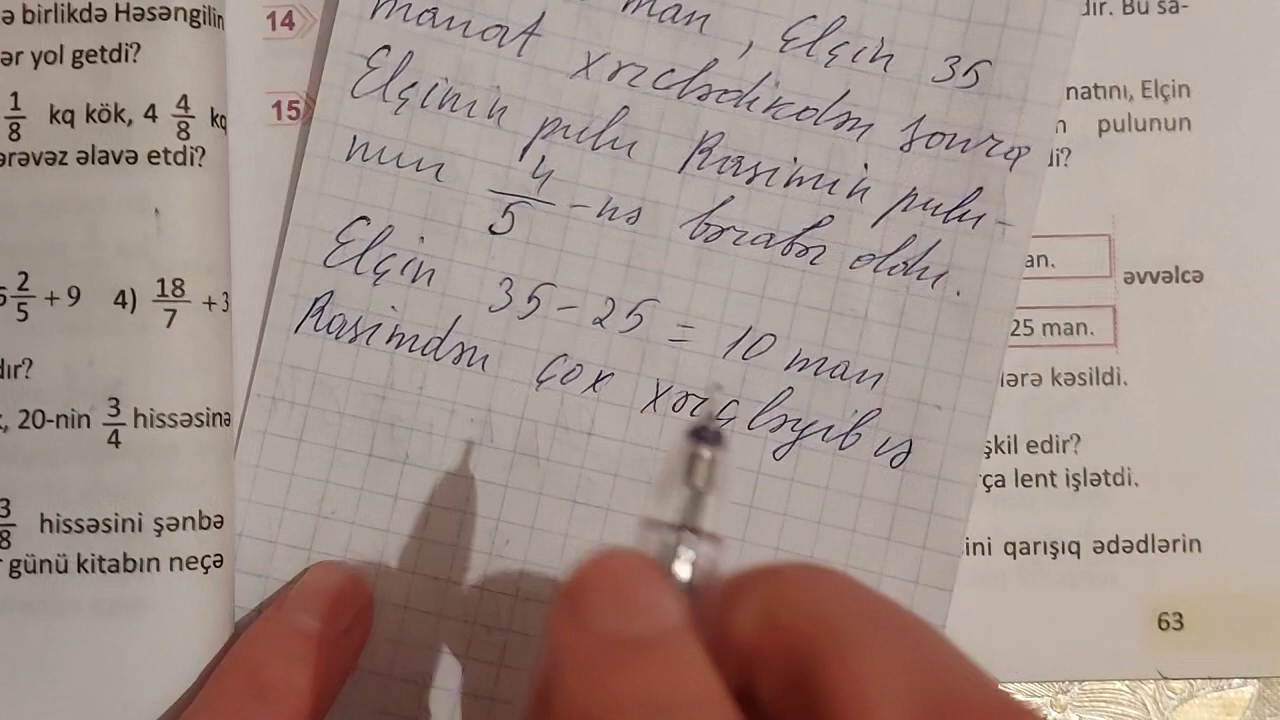 ə birlikdə Həsəngilin
ər yol getdi?
1/8 kq kök, 4 4/8 kq
ərəvəz əlavə etdi?
2/5 + 9 4) 18/7 + 3
dır?
, 20-nin 3/4 hissəsinə
3/8 hissəsini şənbə
günü kitabın neçə
14
15
man, Elçin 35
manat xərclədikdən sonra
Elçinin pulu Rasimin pulu-
nun 4/5-nə bərabər oldu.
Elçin 35 - 25 = 10 man
Rasimdən çox xərcləyib və
dir. Bu sa-
natını, Elçin
n pulunun
di?
an.
əvvəlcə
25 man.
lərə kəsildi.
şkil edir?
ça lent işlətdi.
ini qarışıq ədədlərin
63